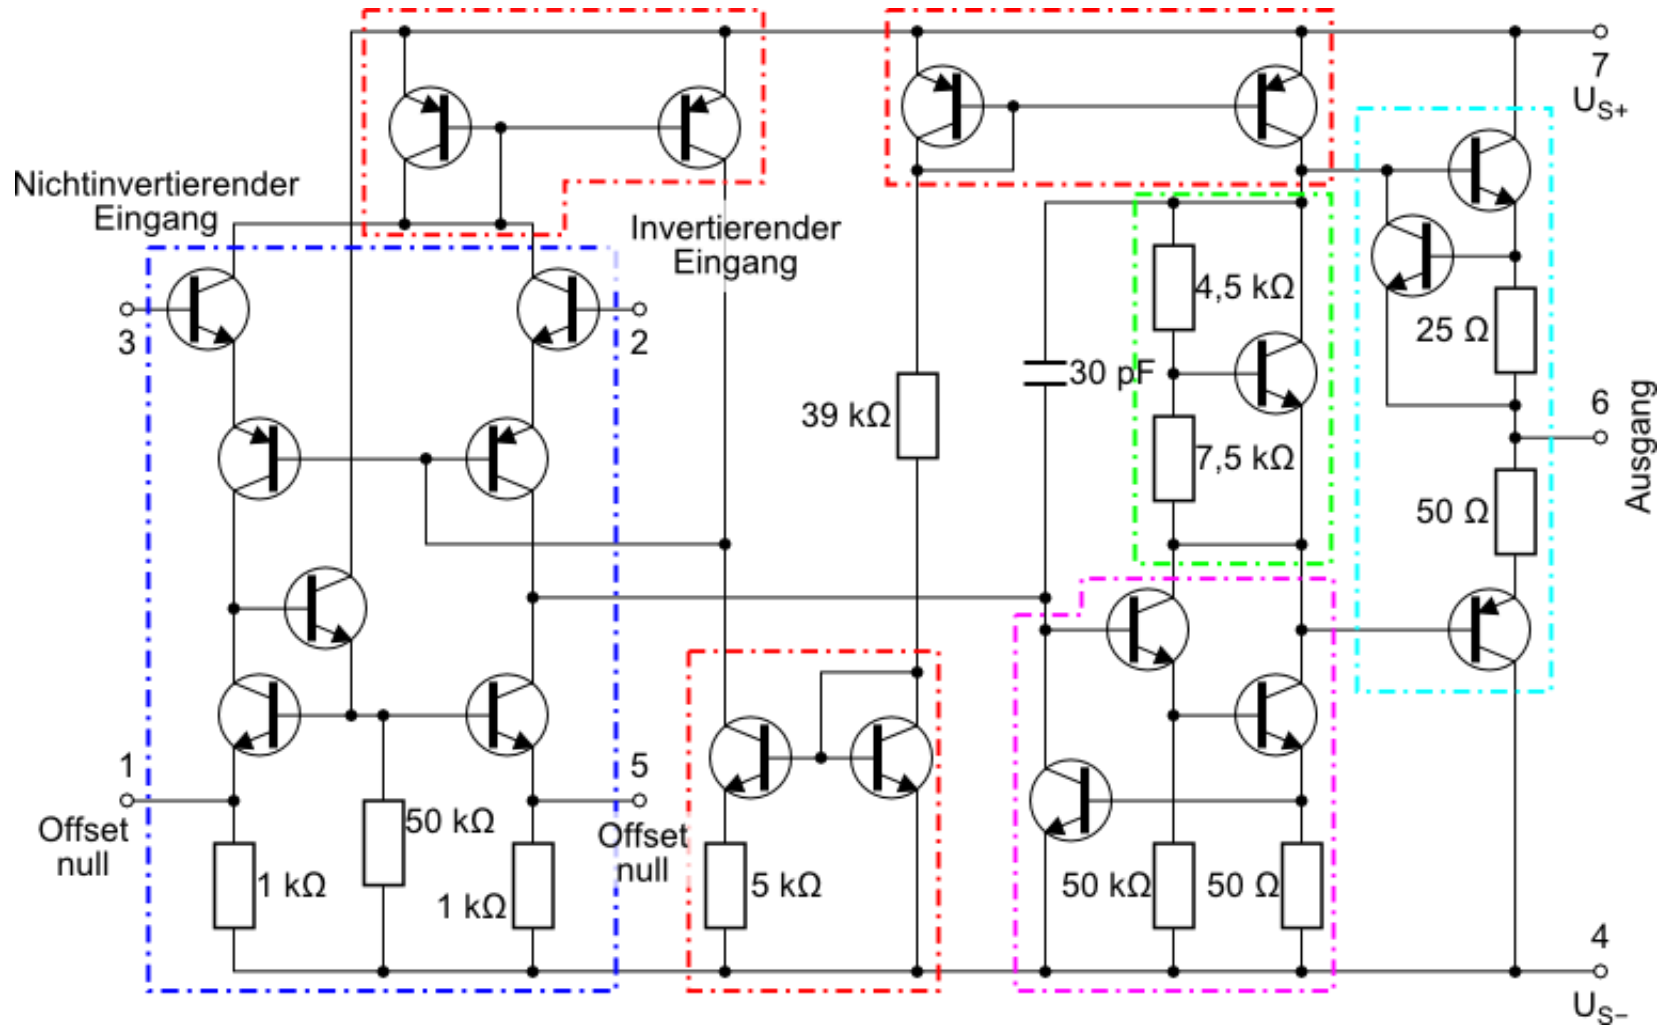 7
U_S+
Nichtinvertierender
Eingang
Invertierender
Eingang
3
2
4,5 kΩ
25 Ω
30 pF
39 kΩ
6
Ausgang
7,5 kΩ
50 Ω
1
5
Offset
null
50 kΩ
Offset
null
1 kΩ
1 kΩ
5 kΩ
50 kΩ
50 Ω
4
U_S−